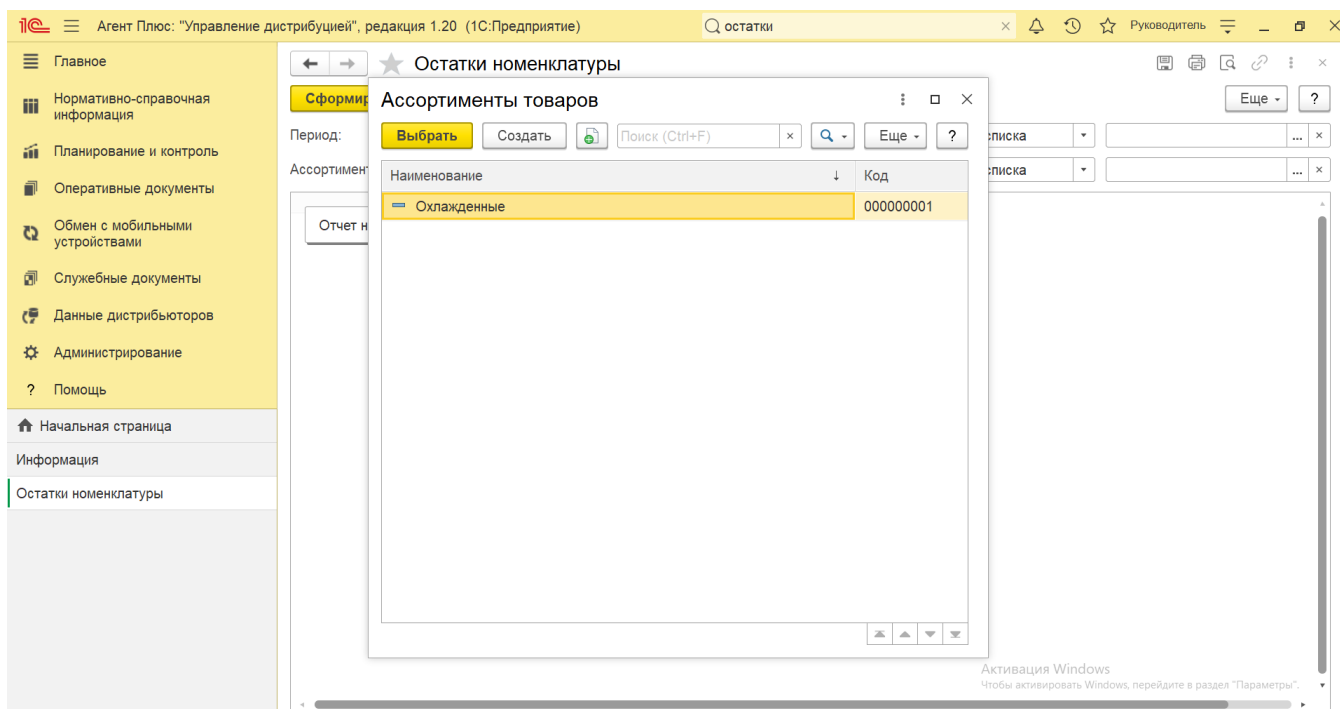 Агент Плюс: "Управление дистрибуцией", редакция 1.20 (1С:Предприятие)
остатки
Руководитель
Главное
Нормативно-справочная
информация
Планирование и контроль
Оперативные документы
Обмен с мобильными
устройствами
Служебные документы
Данные дистрибьюторов
Администрирование
? Помощь
Начальная страница
Информация
Остатки номенклатуры
Остатки номенклатуры
Сформир
Еще
?
Период:
списка
...
Ассортимент
списка
...
Отчет н
Ассортименты товаров
Выбрать
Создать
Поиск (Ctrl+F)
Еще
?
Наименование
Код
Охлажденные
000000001
Активация Windows
Чтобы активировать Windows, перейдите в раздел "Параметры".